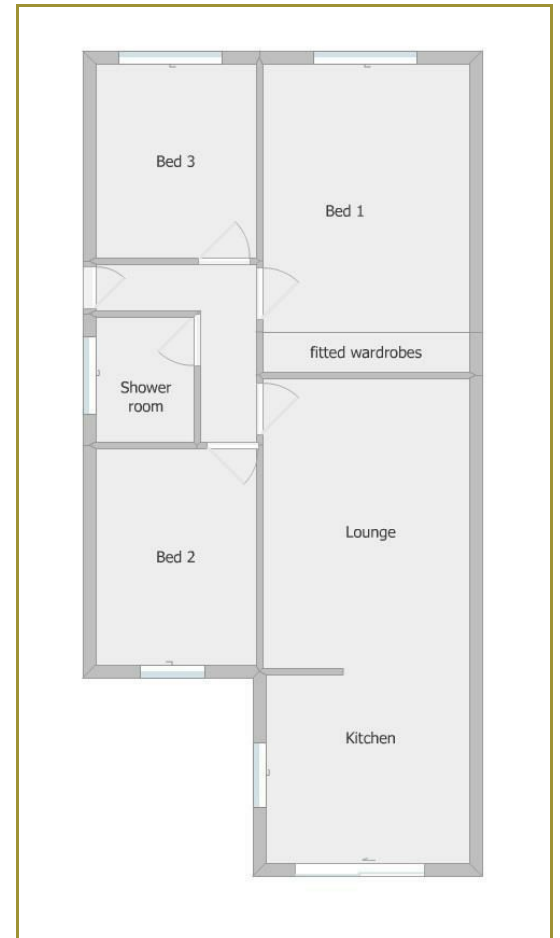 Bed 3
Bed 1
fitted wardrobes
Shower
room
Lounge
Bed 2
Kitchen